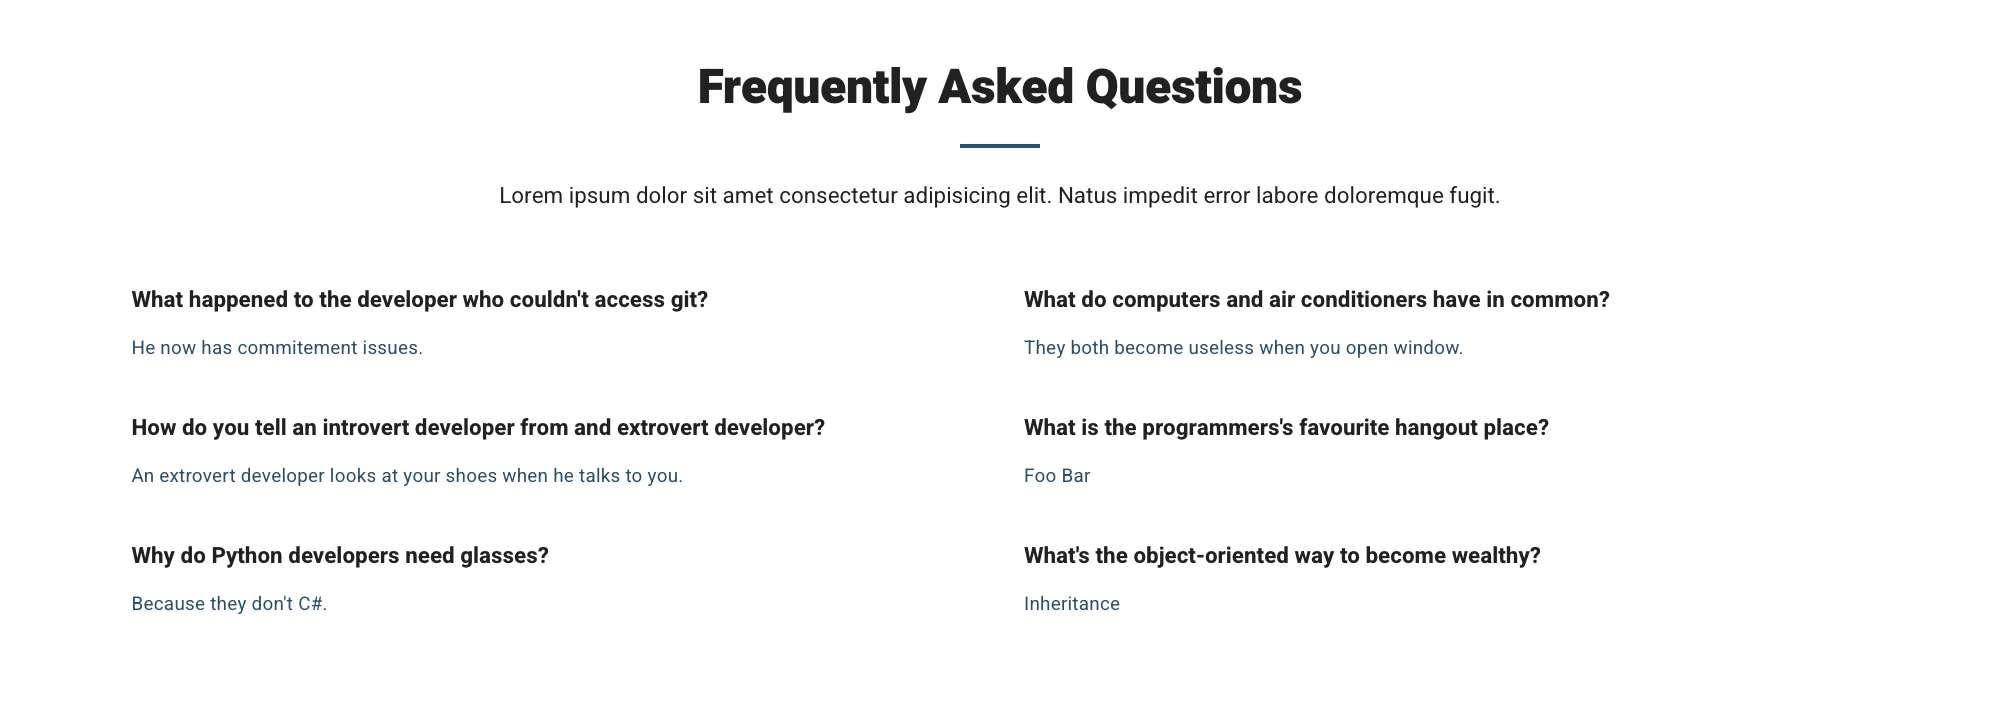 Frequently Asked Questions
Lorem ipsum dolor sit amet consectetur adipisicing elit. Natus impedit error labore doloremque fugit.
What happened to the developer who couldn't access git?
He now has commitement issues.
What do computers and air conditioners have in common?
They both become useless when you open window.
How do you tell an introvert developer from and extrovert developer?
An extrovert developer looks at your shoes when he talks to you.
What is the programmers's favourite hangout place?
Foo Bar
Why do Python developers need glasses?
Because they don't C#.
What's the object-oriented way to become wealthy?
Inheritance